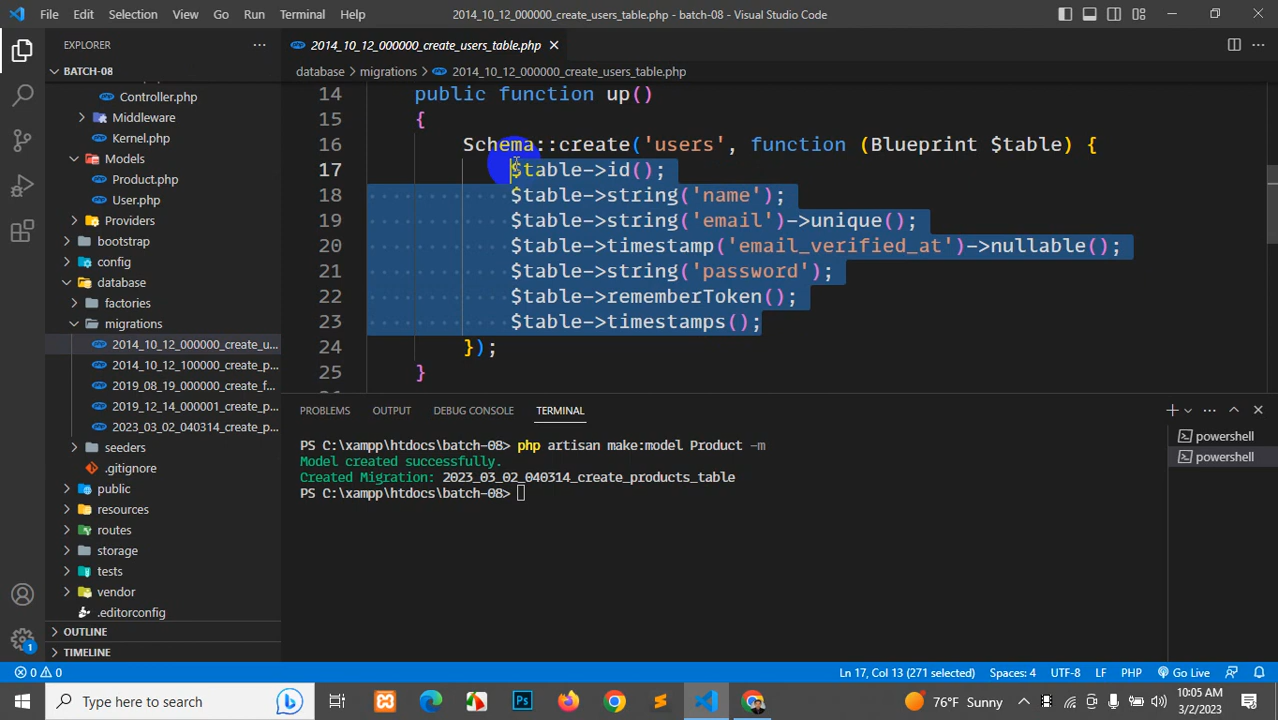 File Edit Selection View Go Run Terminal Help 2014_10_12_000000_create_users_table.php - batch-08 - Visual Studio Code
EXPLORER
BATCH-08
Controller.php
Middleware
Kernel.php
Models
Product.php
User.php
Providers
bootstrap
config
database
factories
migrations
2014_10_12_000000_create_u...
2014_10_12_100000_create_p...
2019_08_19_000000_create_f...
2019_12_14_000001_create_p...
2023_03_02_040314_create_p...
seeders
.gitignore
public
resources
routes
storage
tests
vendor
.editorconfig
OUTLINE
TIMELINE
2014_10_12_000000_create_users_table.php
database > migrations > 2014_10_12_000000_create_users_table.php
14 public function up()
15 {
16 Schema::create('users', function (Blueprint $table) {
17 $table->id();
18 $table->string('name');
19 $table->string('email')->unique();
20 $table->timestamp('email_verified_at')->nullable();
21 $table->string('password');
22 $table->rememberToken();
23 $table->timestamps();
24 });
25 }
PROBLEMS OUTPUT DEBUG CONSOLE TERMINAL
PS C:\xampp\htdocs\batch-08> php artisan make:model Product -m
Model created successfully.
Created Migration: 2023_03_02_040314_create_products_table
PS C:\xampp\htdocs\batch-08>
powershell
powershell
1
0 0 Ln 17, Col 13 (271 selected) Spaces: 4 UTF-8 LF PHP Go Live
Type here to search
Ps
76°F Sunny
10:05 AM
3/2/2023